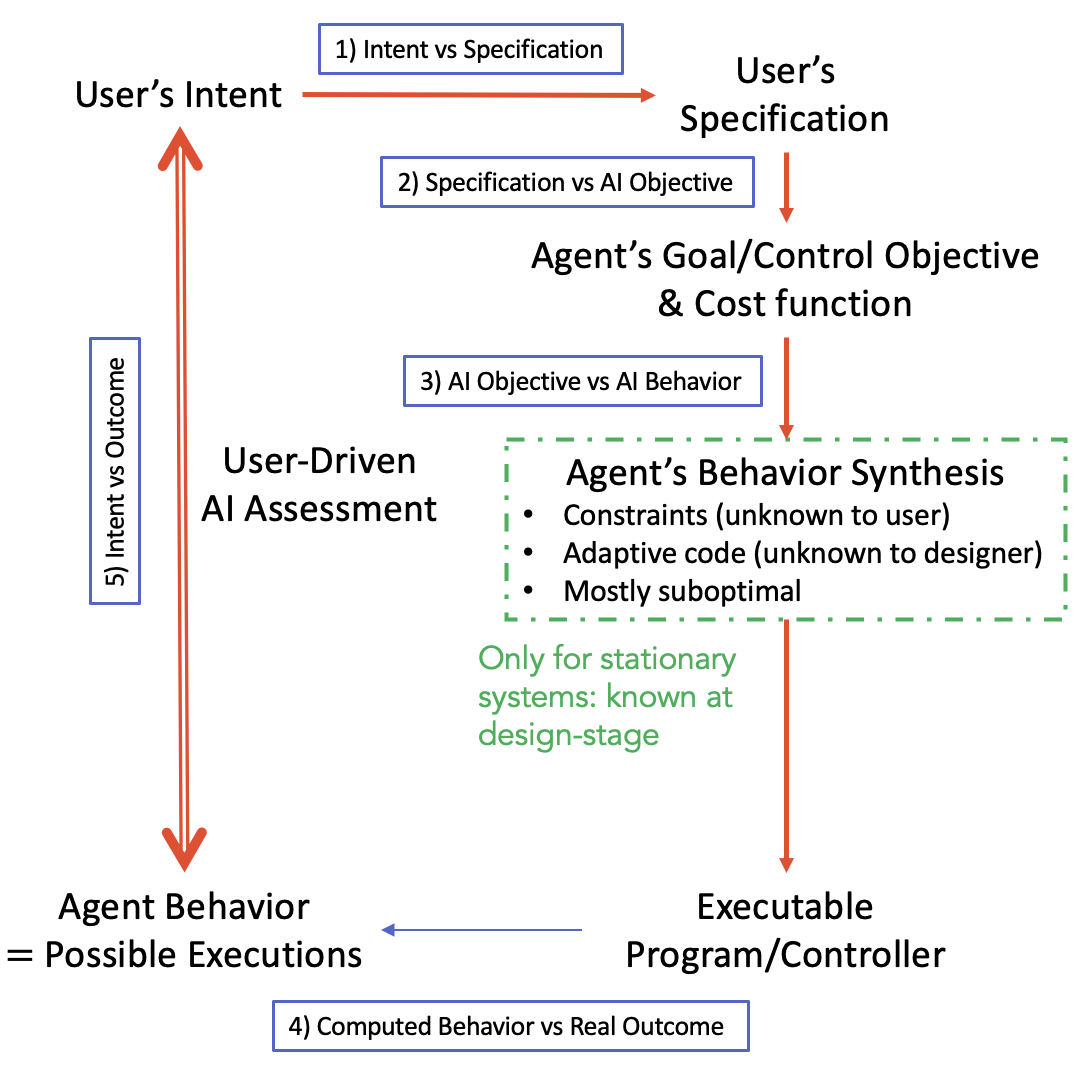 1) Intent vs Specification
User’s Intent
User’s
Specification
2) Specification vs AI Objective
Agent’s Goal/Control Objective
& Cost function
3) AI Objective vs AI Behavior
Agent’s Behavior Synthesis
• Constraints (unknown to user)
• Adaptive code (unknown to designer)
• Mostly suboptimal
Only for stationary
systems: known at
design-stage
5) Intent vs Outcome
User-Driven
AI Assessment
Agent Behavior
= Possible Executions
Executable
Program/Controller
4) Computed Behavior vs Real Outcome